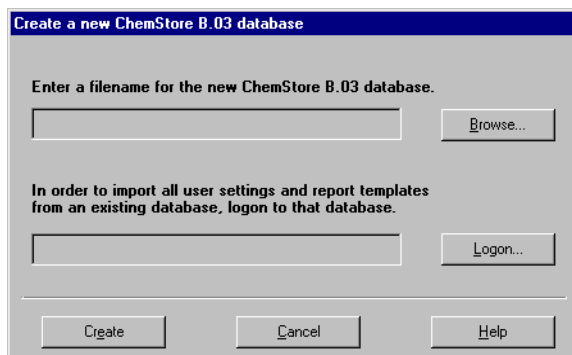 Create a new ChemStore B.03 database
Enter a filename for the new ChemStore B.03 database.
Browse...
In order to import all user settings and report templates
from an existing database, logon to that database.
Logon...
Create
Cancel
Help